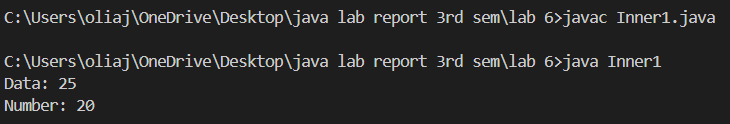 C:\Users\oliaj\OneDrive\Desktop\java lab report 3rd sem\lab 6>javac Inner1.java
C:\Users\oliaj\OneDrive\Desktop\java lab report 3rd sem\lab 6>java Inner1
Data: 25
Number: 20